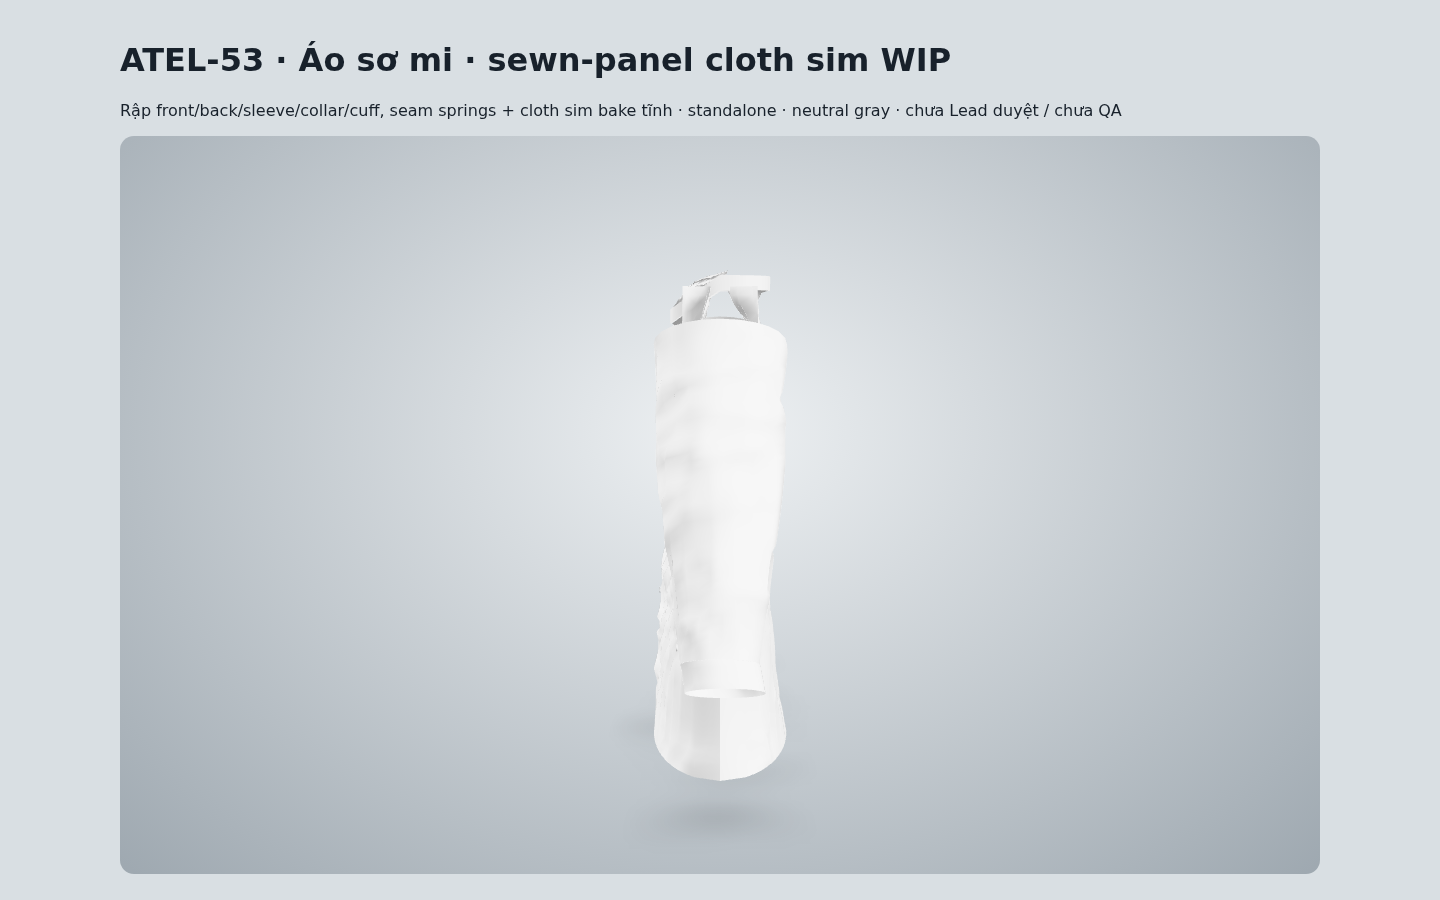 ATEL-53 · Áo sơ mi · sewn-panel cloth sim WIP
Rập front/back/sleeve/collar/cuff, seam springs + cloth sim bake tĩnh · standalone · neutral gray · chưa Lead duyệt / chưa QA